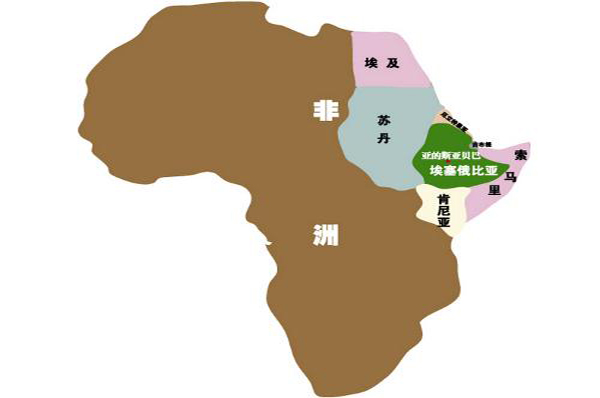 埃及
非洲
苏丹
厄立特里亚
吉布提
亚的斯亚贝巴
埃塞俄比亚
索马里
肯尼亚